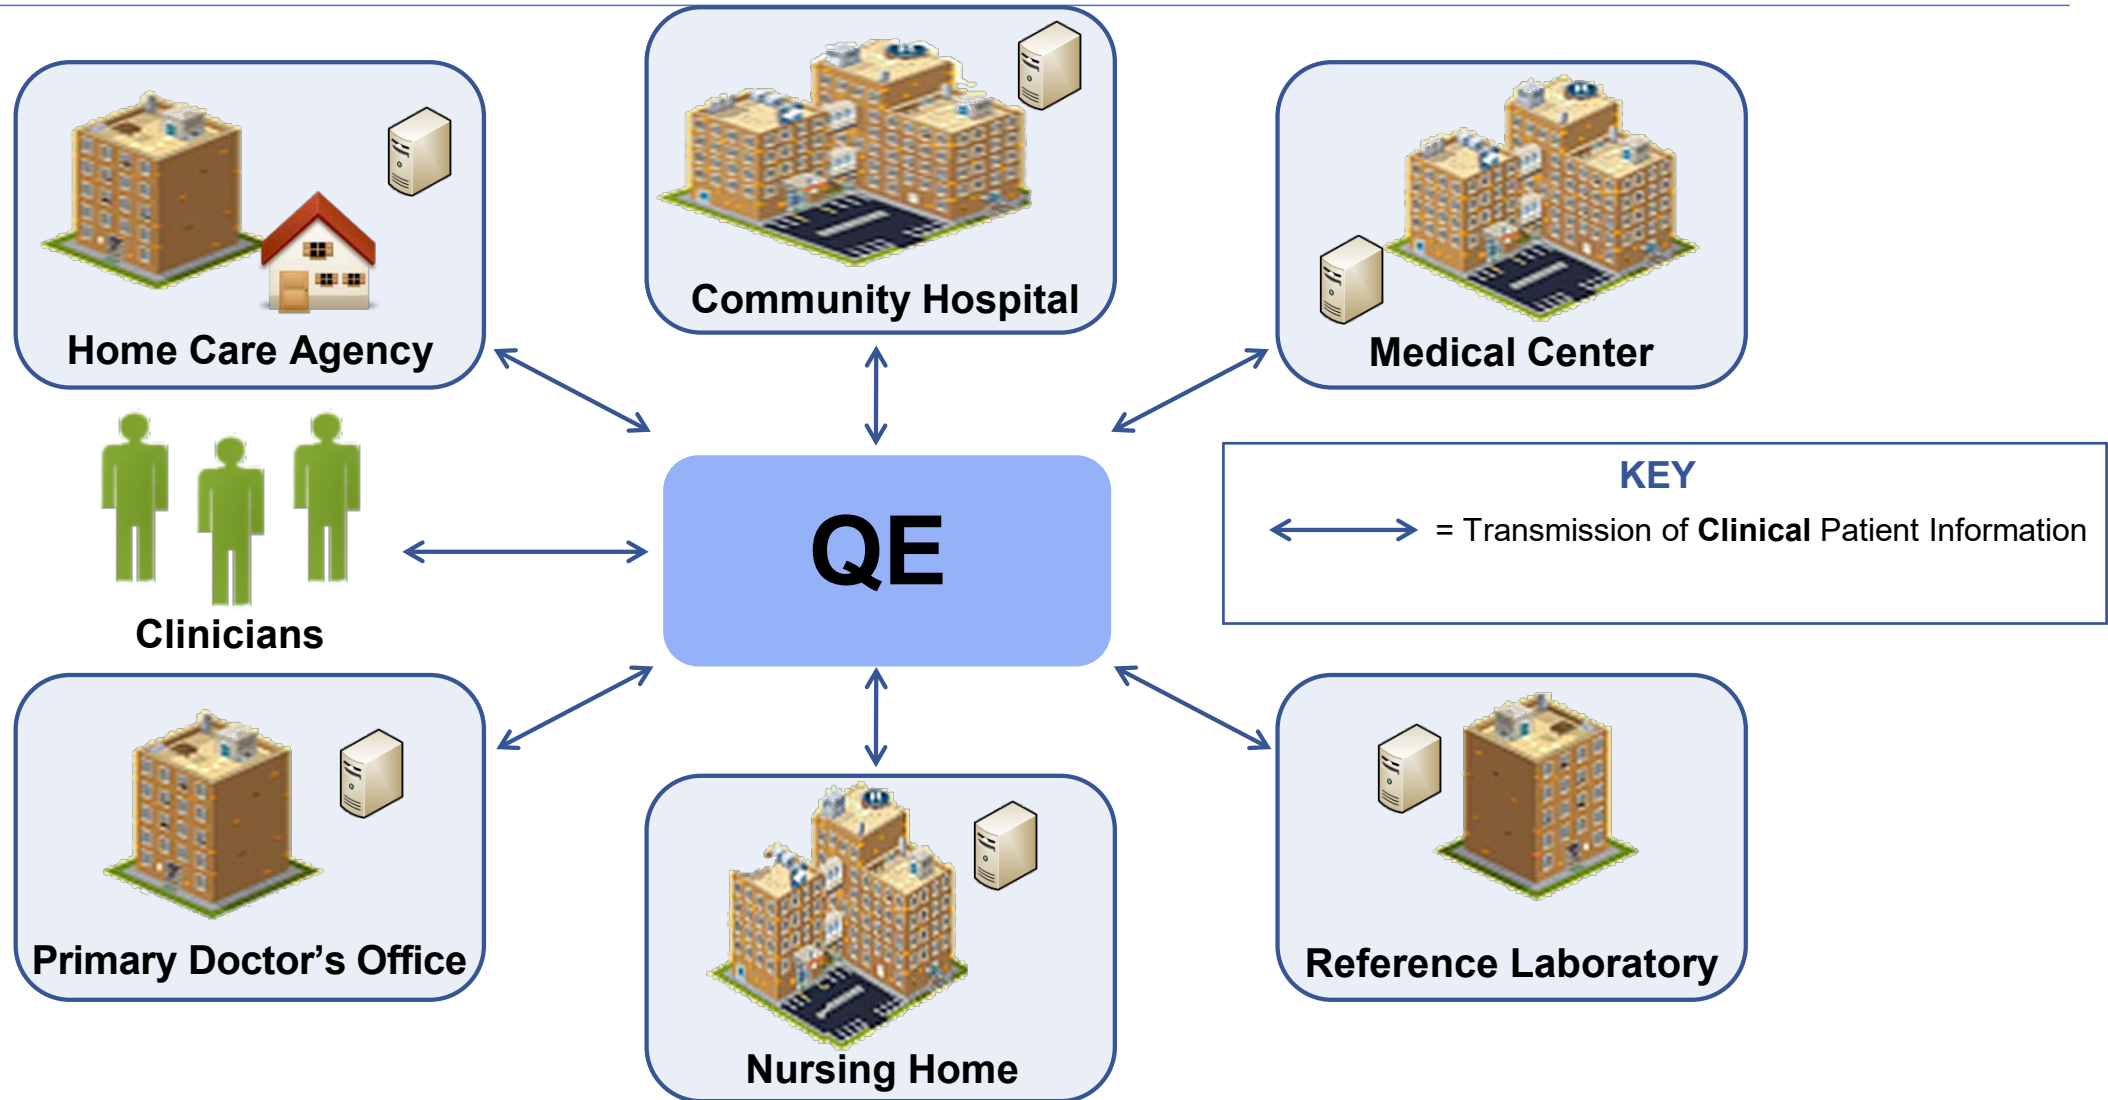 Community Hospital
Home Care Agency
Medical Center
KEY
= Transmission of Clinical Patient Information
QE
Clinicians
Primary Doctor’s Office
Reference Laboratory
Nursing Home